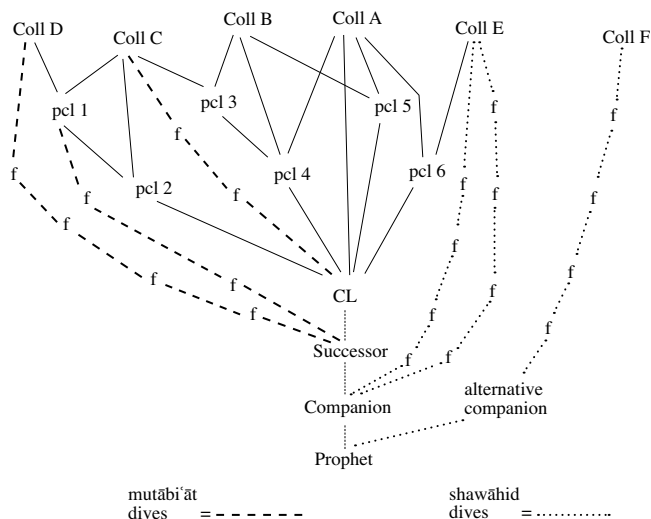 Coll D Coll C Coll B Coll A Coll E Coll F
pcl 1 pcl 3 pcl 5 f f
f
f pcl 2 pcl 4 pcl 6 f
f f f f
f f
f f CL f
f f f
Successor f f
alternative
Companion companion
Prophet
mutābiʿāt
dives =
shawāhid
dives =